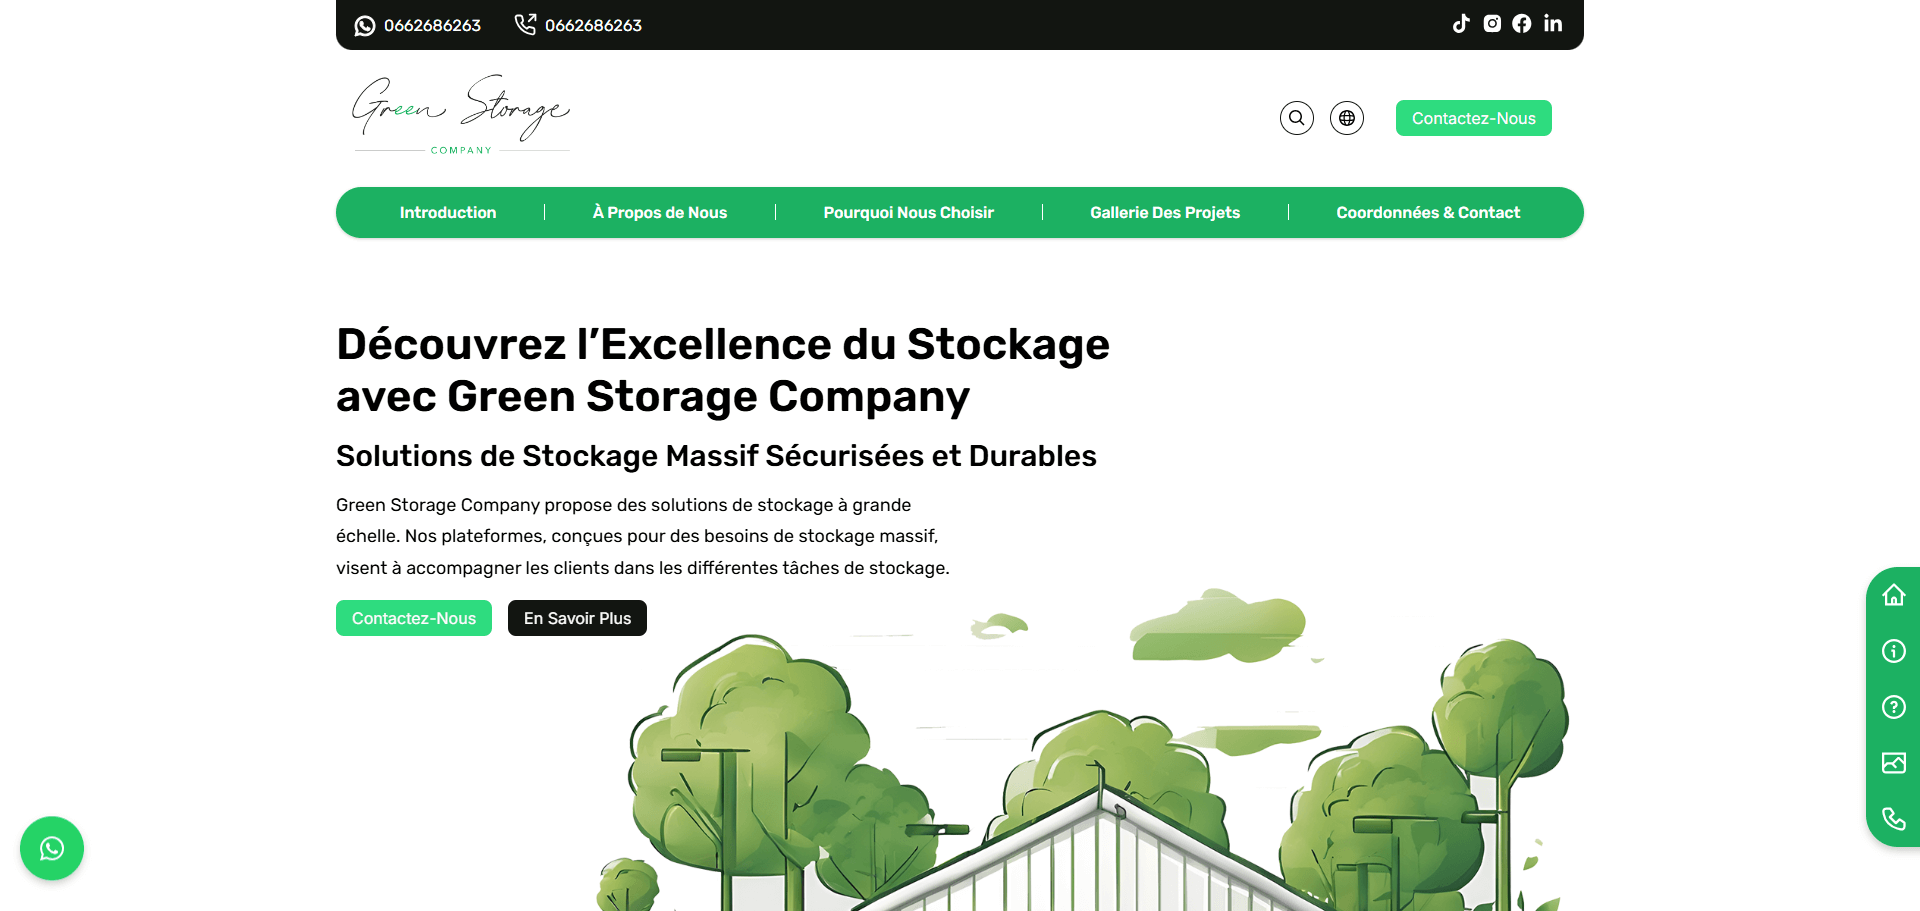 0662686263 0662686263
Green Storage
COMPANY
Contactez-Nous
Introduction À Propos de Nous Pourquoi Nous Choisir Gallerie Des Projets Coordonnées & Contact
Découvrez l’Excellence du Stockage
avec Green Storage Company
Solutions de Stockage Massif Sécurisées et Durables
Green Storage Company propose des solutions de stockage à grande
échelle. Nos plateformes, conçues pour des besoins de stockage massif,
visent à accompagner les clients dans les différentes tâches de stockage.
Contactez-Nous En Savoir Plus